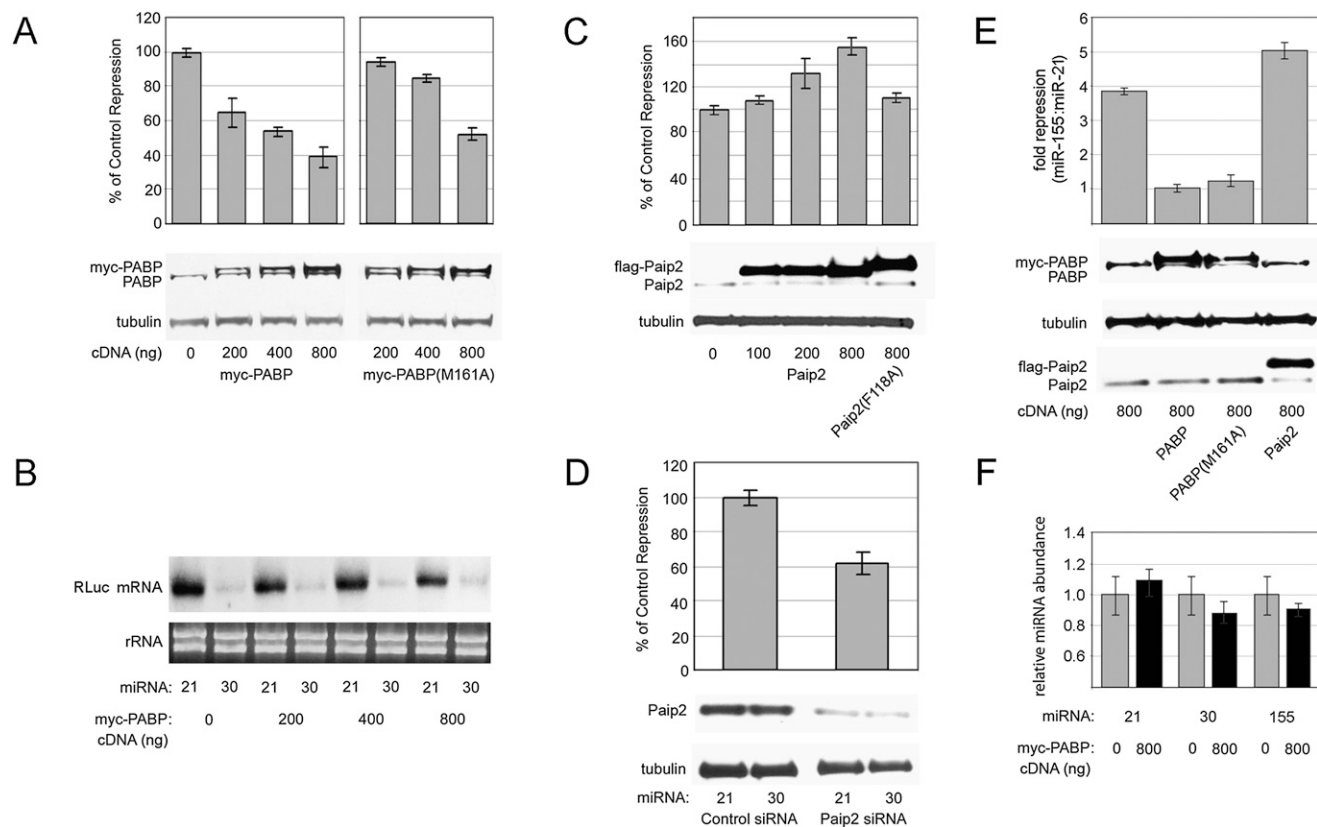 A
% of Control Repression
120
100
80
60
40
20
0
myc-PABP
PABP
tubulin
cDNA (ng) 0 200 400 800 200 400 800
myc-PABP myc-PABP(M161A)
B
RLuc mRNA
rRNA
miRNA: 21 30 21 30 21 30 21 30
myc-PABP: 0 200 400 800
cDNA (ng)
C
% of Control Repression
160
120
100
80
60
40
0
flag-Paip2
Paip2
tubulin
0 100 200 800 800
Paip2 Paip2(F118A)
D
% of Control Repression
120
100
80
60
40
20
0
Paip2
tubulin
miRNA: 21 30 21 30
Control siRNA Paip2 siRNA
E
fold repression
(miR-155:miR-21)
6
5
4
3
2
1
myc-PABP
PABP
tubulin
flag-Paip2
Paip2
cDNA (ng) 800 800 800 800
PABP PABP(M161A) Paip2
F
relative miRNA abundance
1.4
1.2
1.0
0.8
0.6
miRNA: 21 30 155
myc-PABP: 0 800 0 800 0 800
cDNA (ng)